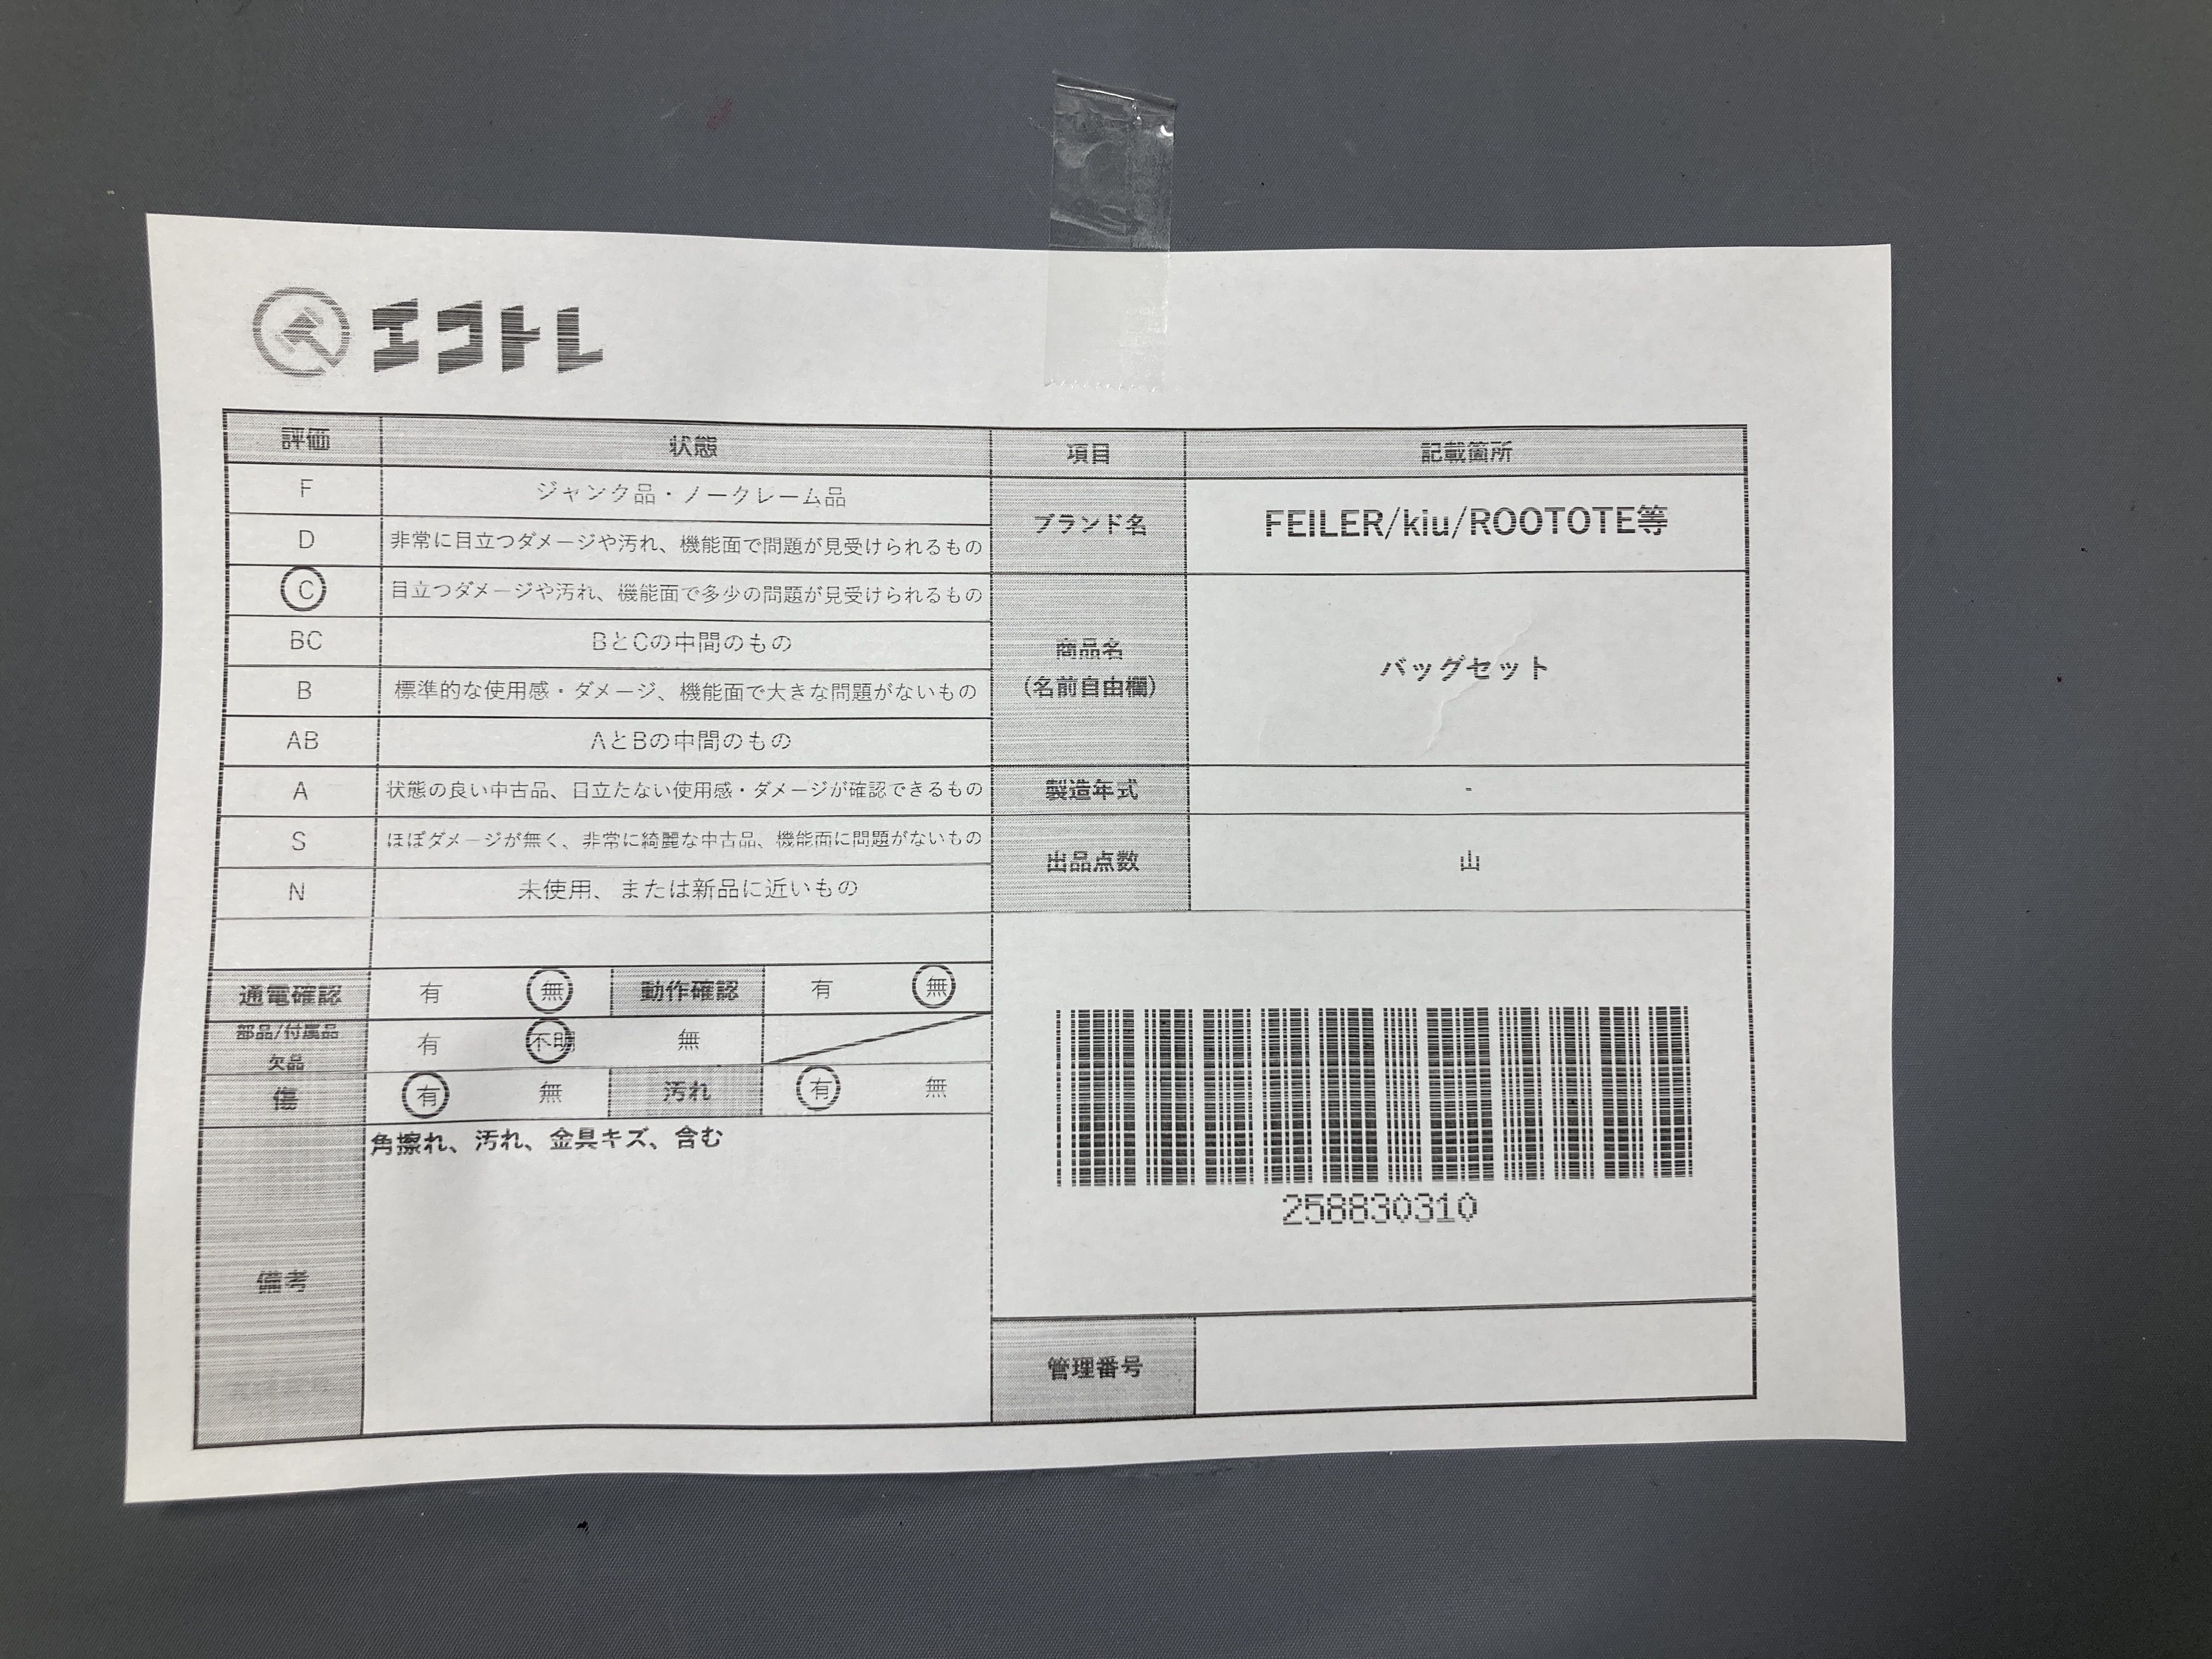 エコトレ
評価 状態 項目 記載箇所
F ジャンク品・ノークレーム品
D 非常に目立つダメージや汚れ、機能面で問題が見受けられるもの
ブランド名 FEILER/kiu/ROOTOTE等
C 目立つダメージや汚れ、機能面で多少の問題が見受けられるもの
BC BとCの中間のもの
B 標準的な使用感・ダメージ、機能面で大きな問題がないもの
商品名
(名前自由欄)
バッグセット
AB AとBの中間のもの
A 状態の良い中古品、目立たない使用感・ダメージが確認できるもの
製造年式 -
S ほぼダメージが無く、非常に綺麗な中古品、機能面に問題がないもの
出品点数 山
N 未使用、または新品に近いもの
通電確認 有 無 動作確認 有 無
部品/付属品
欠品
有 不明 無
傷 有 無 汚れ 有 無
備考
角擦れ、汚れ、金具キズ、含む
258830310
管理番号